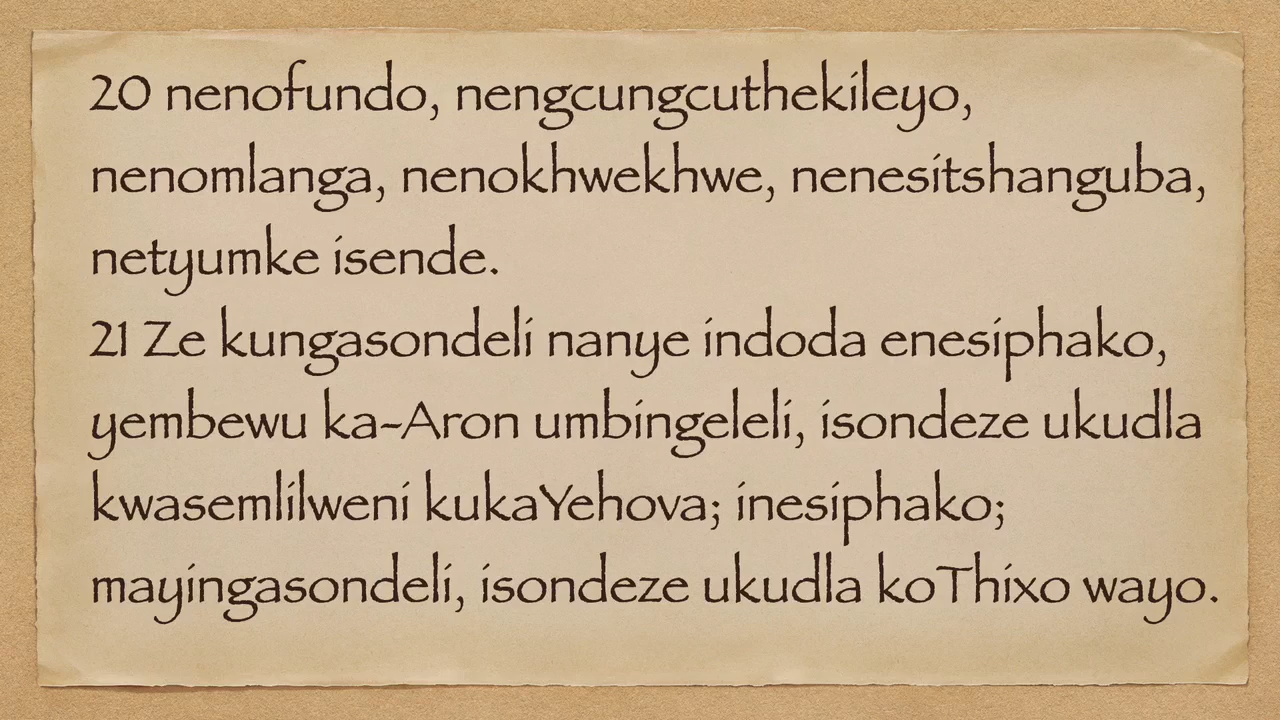 20 nenofundo, nengcungcuthekileyo,
nenomlanga, nenokhwekhwe, nenesitshanguba,
netyumke isende.
21 Ze kungasondeli nanye indoda enesiphako,
yembewu ka-Aron umbingeleli, isondeze ukudla
kwasemlilweni kukaYehova; inesiphako;
mayingasondeli, isondeze ukudla koThixo wayo.